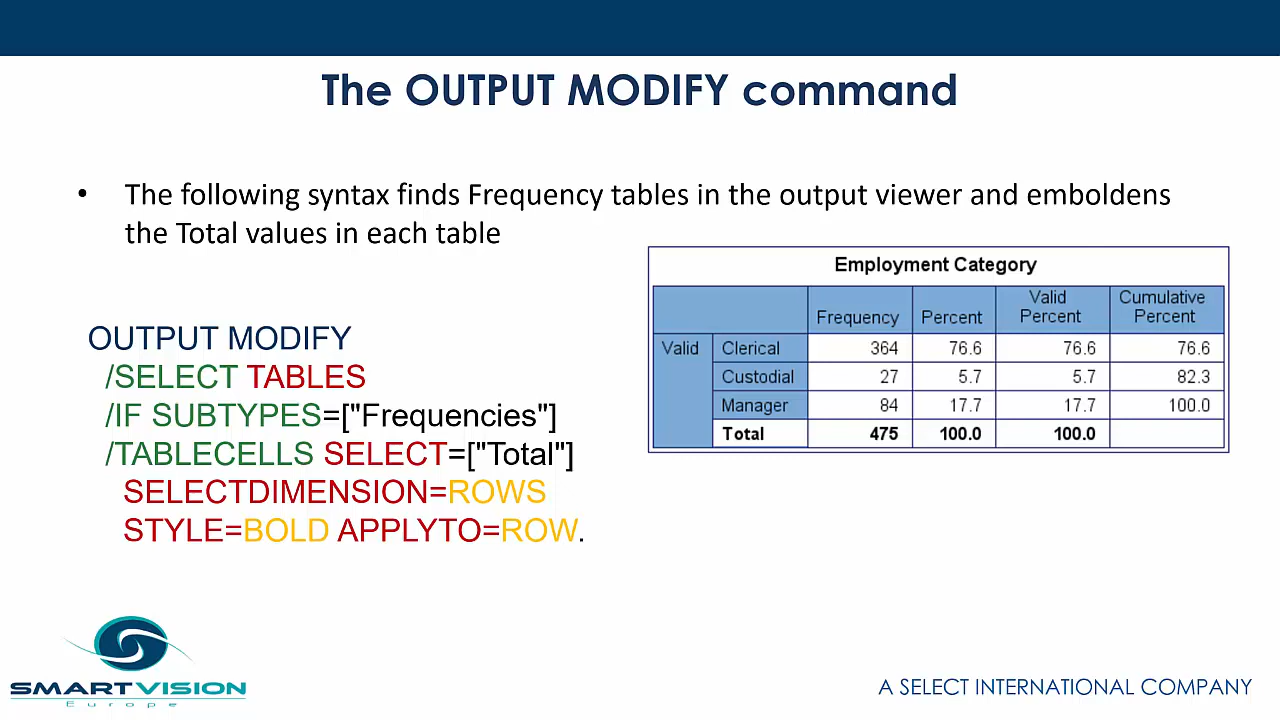 The OUTPUT MODIFY command
• The following syntax finds Frequency tables in the output viewer and emboldens
the Total values in each table
OUTPUT MODIFY
/SELECT TABLES
/IF SUBTYPES=["Frequencies"]
/TABLECELLS SELECT=["Total"]
SELECTDIMENSION=ROWS
STYLE=BOLD APPLYTO=ROW.
Employment Category
Frequency Percent Valid Percent Cumulative Percent
Valid Clerical 364 76.6 76.6 76.6
Custodial 27 5.7 5.7 82.3
Manager 84 17.7 17.7 100.0
Total 475 100.0 100.0
SMARTVISION
Europe
A SELECT INTERNATIONAL COMPANY